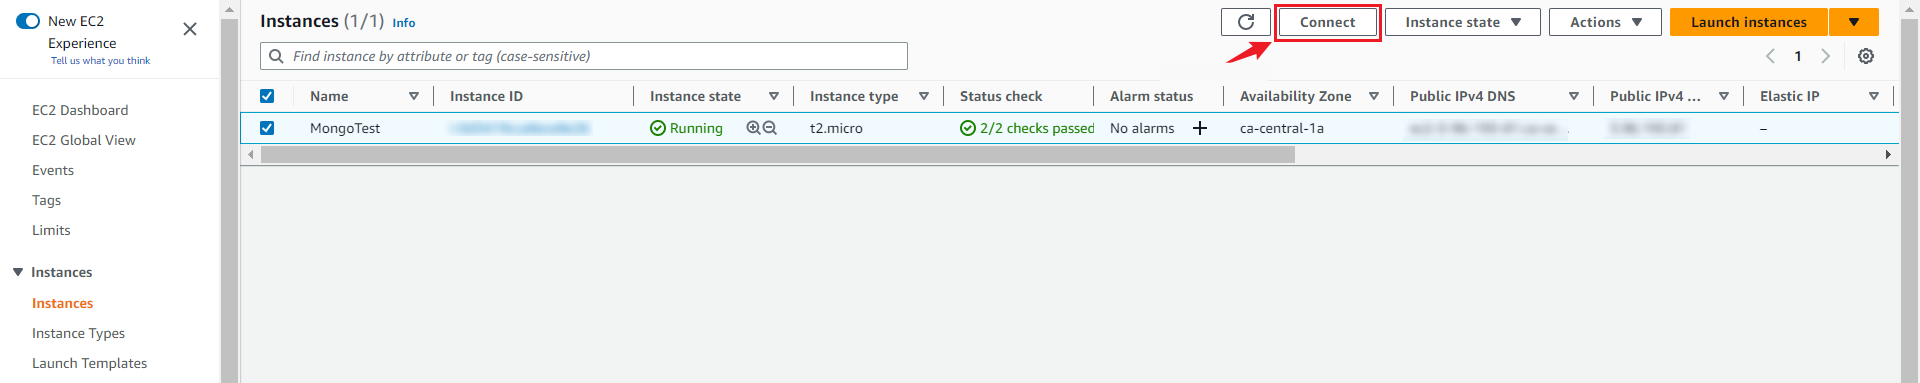 New EC2
Experience
Tell us what you think
EC2 Dashboard
EC2 Global View
Events
Tags
Limits
Instances
Instances
Instance Types
Launch Templates
Instances (1/1) Info
Connect
Instance state
Actions
Launch instances
Find instance by attribute or tag (case-sensitive)
1
Name Instance ID Instance state Instance type Status check Alarm status Availability Zone Public IPv4 DNS Public IPv4 ... Elastic IP
MongoTest Running t2.micro 2/2 checks passed No alarms + ca-central-1a –